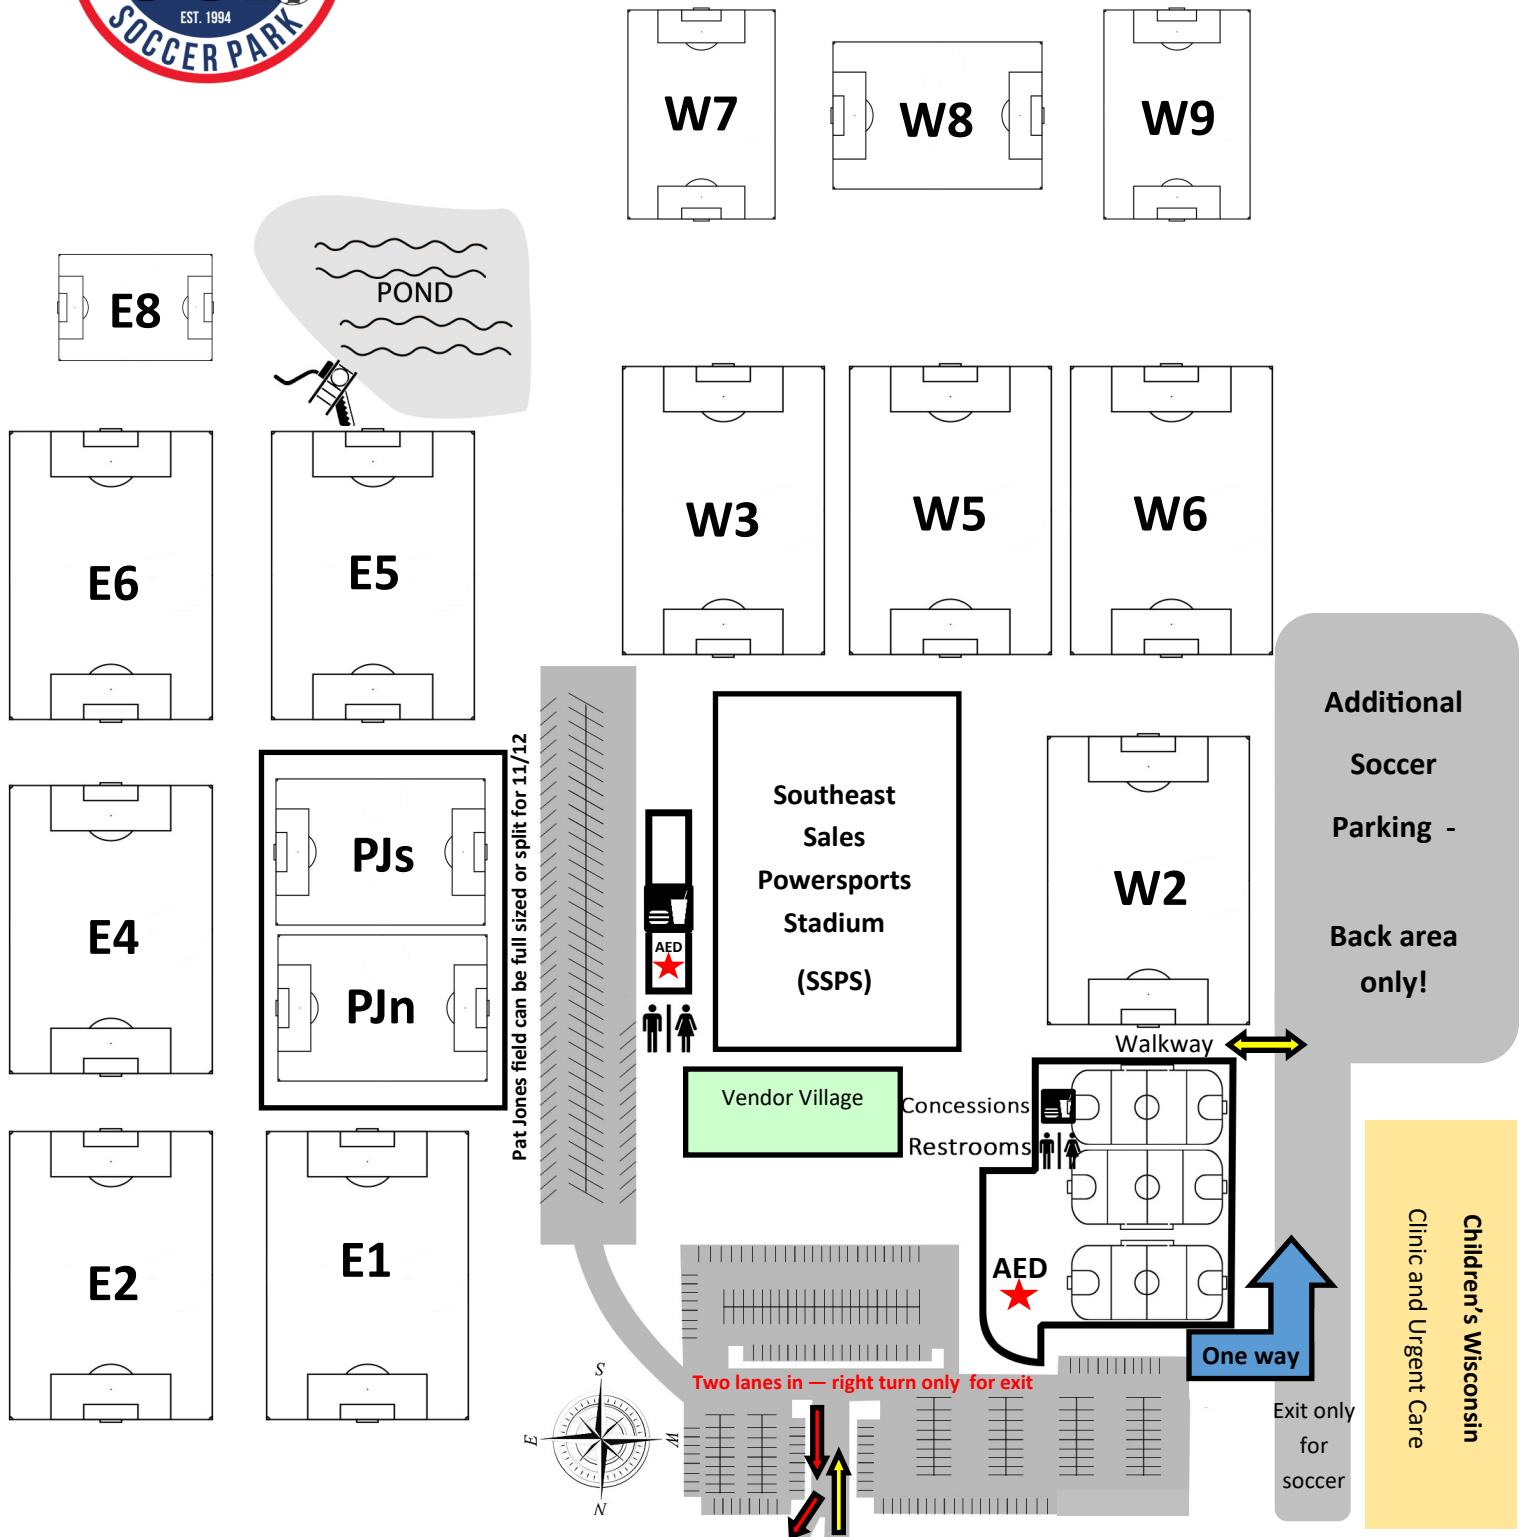 EST. 1994
SOCCER PARK
W7
W8
W9
E8
POND
W3
W5
W6
E6
E5
Additional
Soccer
Parking -
Back area
only!
Pat Jones field can be full sized or split for 11/12
Southeast
Sales
Powersports
Stadium
(SSPS)
PJs
W2
E4
AED
PJn
Walkway
Vendor Village
Concessions
Restrooms
E2
E1
AED
Children's Wisconsin
Clinic and Urgent Care
One way
Two lanes in — right turn only for exit
Exit only
for
soccer
S
E
W
N